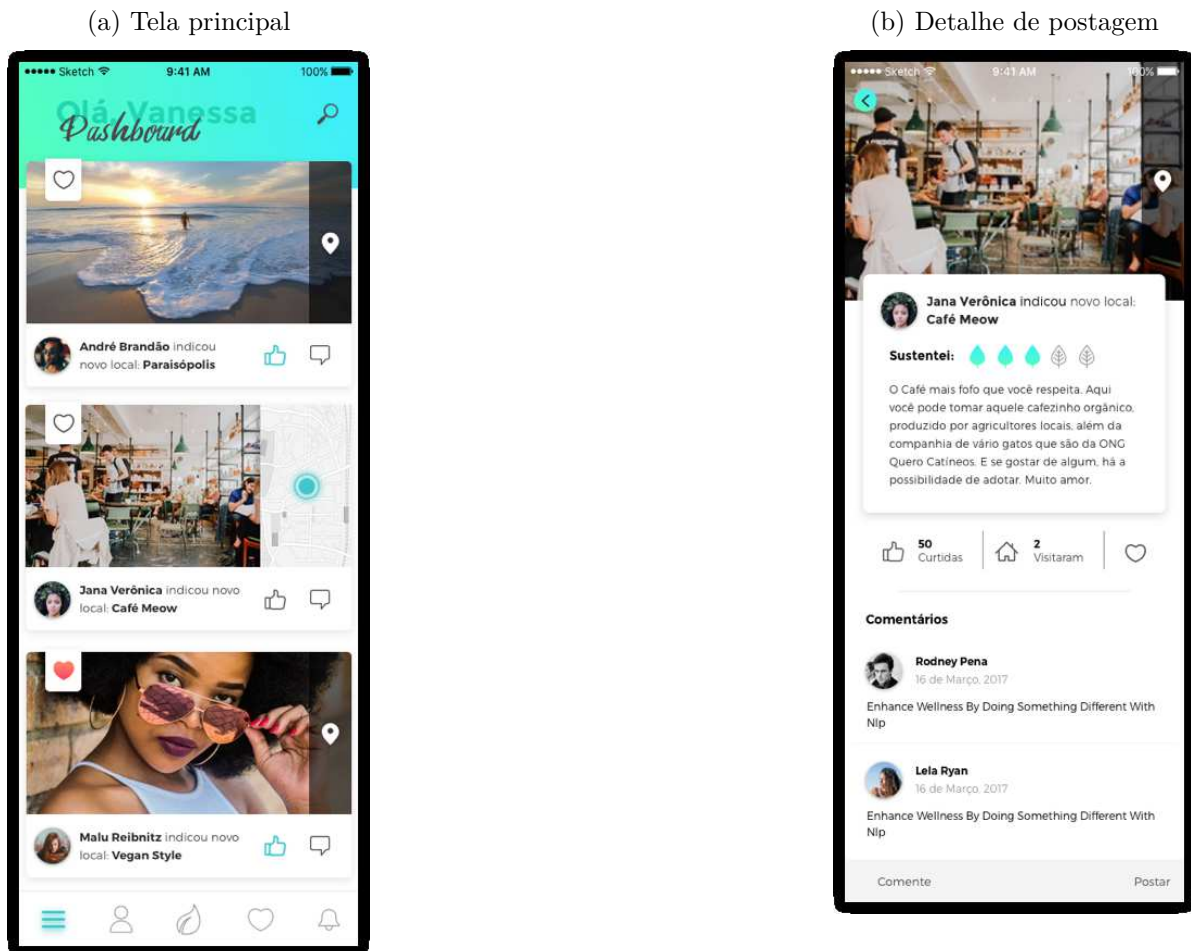 (a) Tela principal
Sketch 9:41 AM 100%
Olá, Vanessa
Dashboard
André Brandão indicou
novo local: Paraisópolis
Jana Verônica indicou novo
local: Café Meow
Malu Reibnitz indicou novo
local: Vegan Style
(b) Detalhe de postagem
Sketch 9:41 AM 100%
Jana Verônica indicou novo local:
Café Meow
Sustentei:
O Café mais fofo que você respeita. Aqui
você pode tomar aquele cafezinho orgânico,
produzido por agricultores locais, além da
companhia de vário gatos que são da ONG
Quero Catíneos. E se gostar de algum, há a
possibilidade de adotar. Muito amor.
50
Curtidas
2
Visitaram
Comentários
Rodney Pena
16 de Março, 2017
Enhance Wellness By Doing Something Different With
Nlp
Lela Ryan
16 de Março, 2017
Enhance Wellness By Doing Something Different With
Nlp
Comente Postar